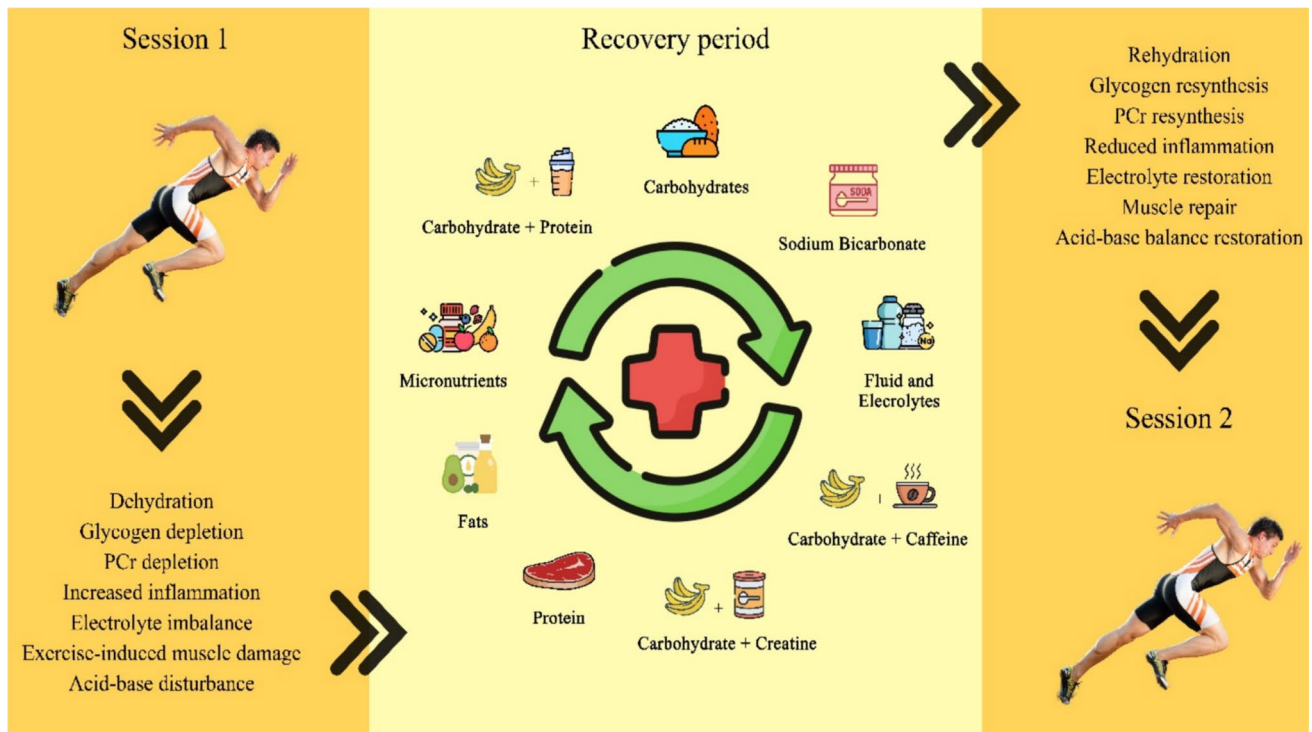 Session 1
Dehydration
Glycogen depletion
PCr depletion
Increased inflammation
Electrolyte imbalance
Exercise-induced muscle damage
Acid-base disturbance
Recovery period
Carbohydrates
Carbohydrate + Protein
SODA
Sodium Bicarbonate
Micronutrients
Na
Fluid and
Elecrolytes
Fats
Carbohydrate + Caffeine
Protein
Carbohydrate + Creatine
Rehydration
Glycogen resynthesis
PCr resynthesis
Reduced inflammation
Electrolyte restoration
Muscle repair
Acid-base balance restoration
Session 2